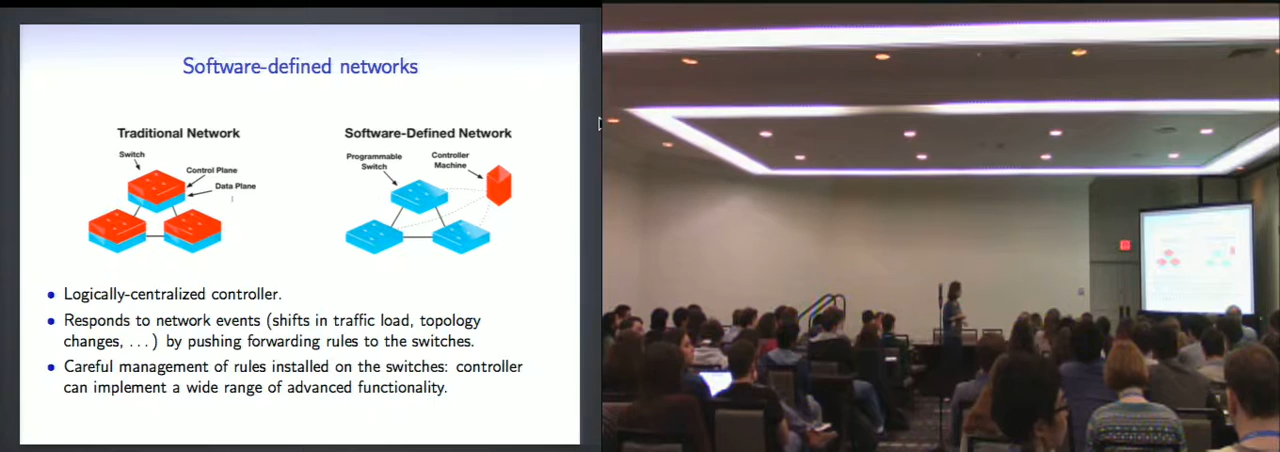 Software-defined networks
Traditional Network
Switch
Control Plane
Data Plane
Software-Defined Network
Programmable
Switch
Controller
Machine
• Logically-centralized controller.
• Responds to network events (shifts in traffic load, topology
changes, ...) by pushing forwarding rules to the switches.
• Careful management of rules installed on the switches: controller
can implement a wide range of advanced functionality.